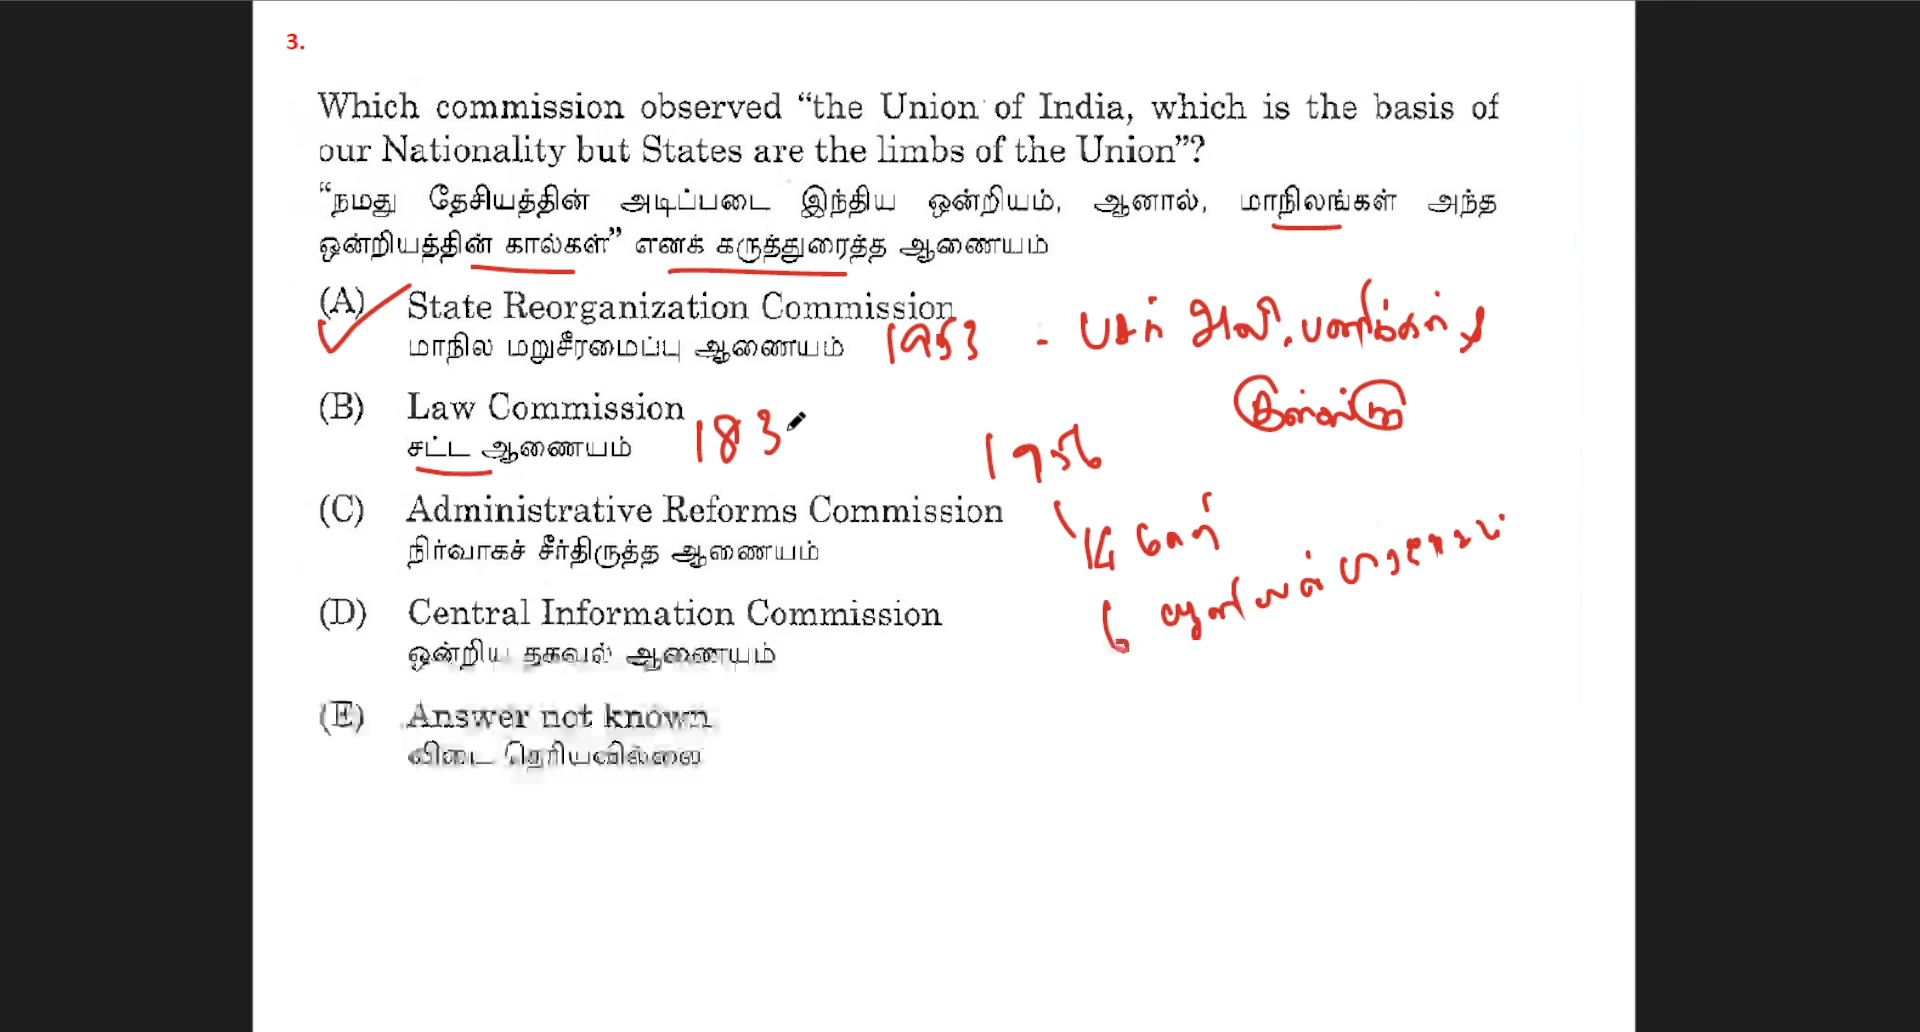 3.
Which commission observed “the Union of India, which is the basis of
our Nationality but States are the limbs of the Union”?
“நமது தேசியத்தின் அடிப்படை இந்திய ஒன்றியம், ஆனால், மாநிலங்கள் அந்த
ஒன்றியத்தின் கால்கள்” எனக் கருத்துரைத்த ஆணையம்
(A) State Reorganization Commission
மாநில மறுசீரமைப்பு ஆணையம் 1953 -
(B) Law Commission
சட்ட ஆணையம் 183
1956
(C) Administrative Reforms Commission
நிர்வாகச் சீர்திருத்த ஆணையம்
14
(D) Central Information Commission
6
ஒன்றிய தகவல் ஆணையம்
(E) Answer not known
விடை தெரியவில்லை